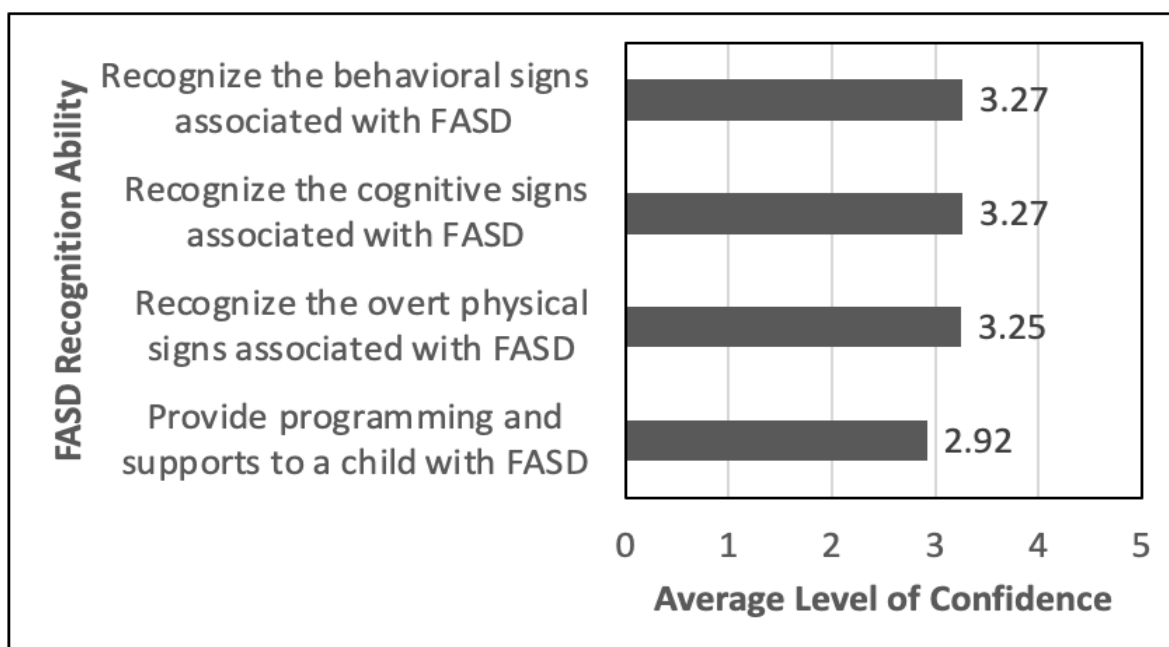 FASD Recognition Ability
Recognize the behavioral signs
associated with FASD
3.27
Recognize the cognitive signs
associated with FASD
3.27
Recognize the overt physical
signs associated with FASD
3.25
Provide programming and
supports to a child with FASD
2.92
0 1 2 3 4 5
Average Level of Confidence